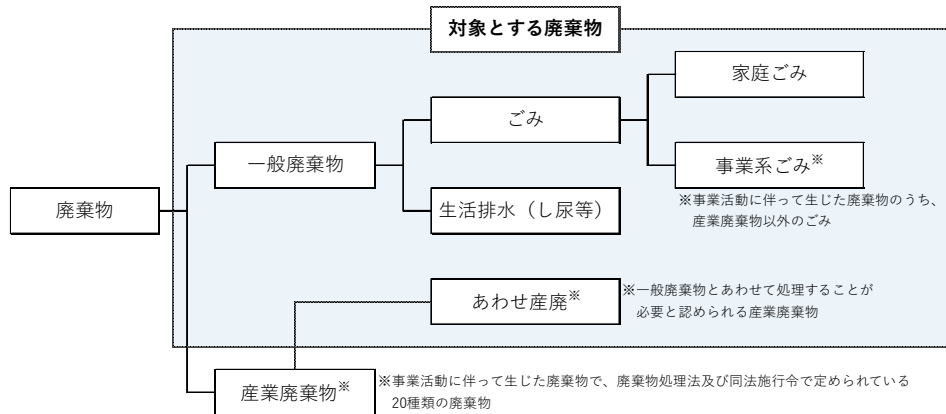 対象とする廃棄物
家庭ごみ
ごみ
一般廃棄物
事業系ごみ※
※事業活動に伴って生じた廃棄物のうち、
産業廃棄物以外のごみ
廃棄物
生活排水（し尿等）
あわせ産廃※
※一般廃棄物とあわせて処理することが
必要と認められる産業廃棄物
産業廃棄物※
※事業活動に伴って生じた廃棄物で、廃棄物処理法及び同法施行令で定められている
20種類の廃棄物